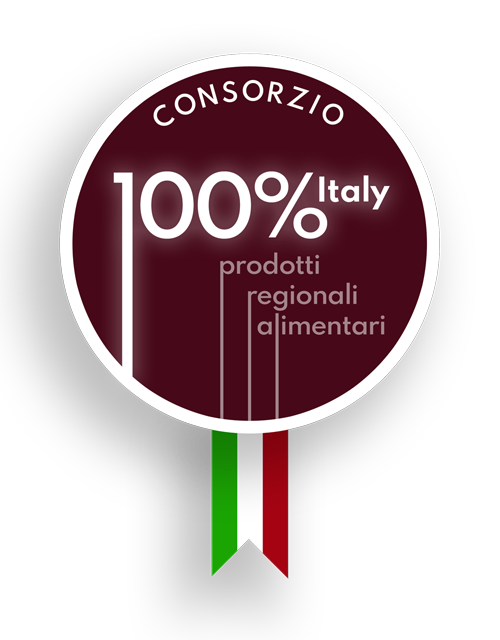 CONSORZIO
100% Italy
prodotti
regionali
alimentari